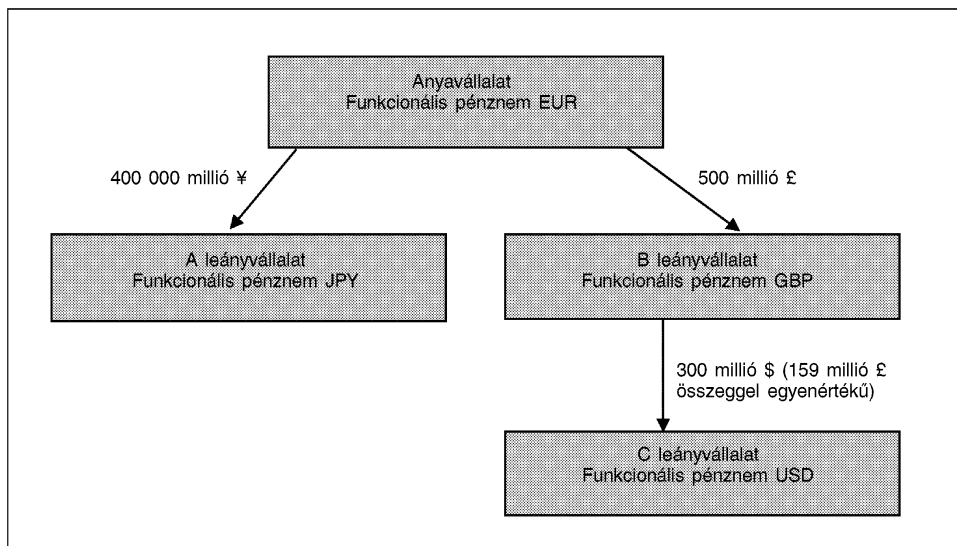 Anyavállalat
Funkcionális pénznem EUR
400 000 millió ¥
500 millió £
A leányvállalat
Funkcionális pénznem JPY
B leányvállalat
Funkcionális pénznem GBP
300 millió $ (159 millió £
összeggel egyenértékű)
C leányvállalat
Funkcionális pénznem USD